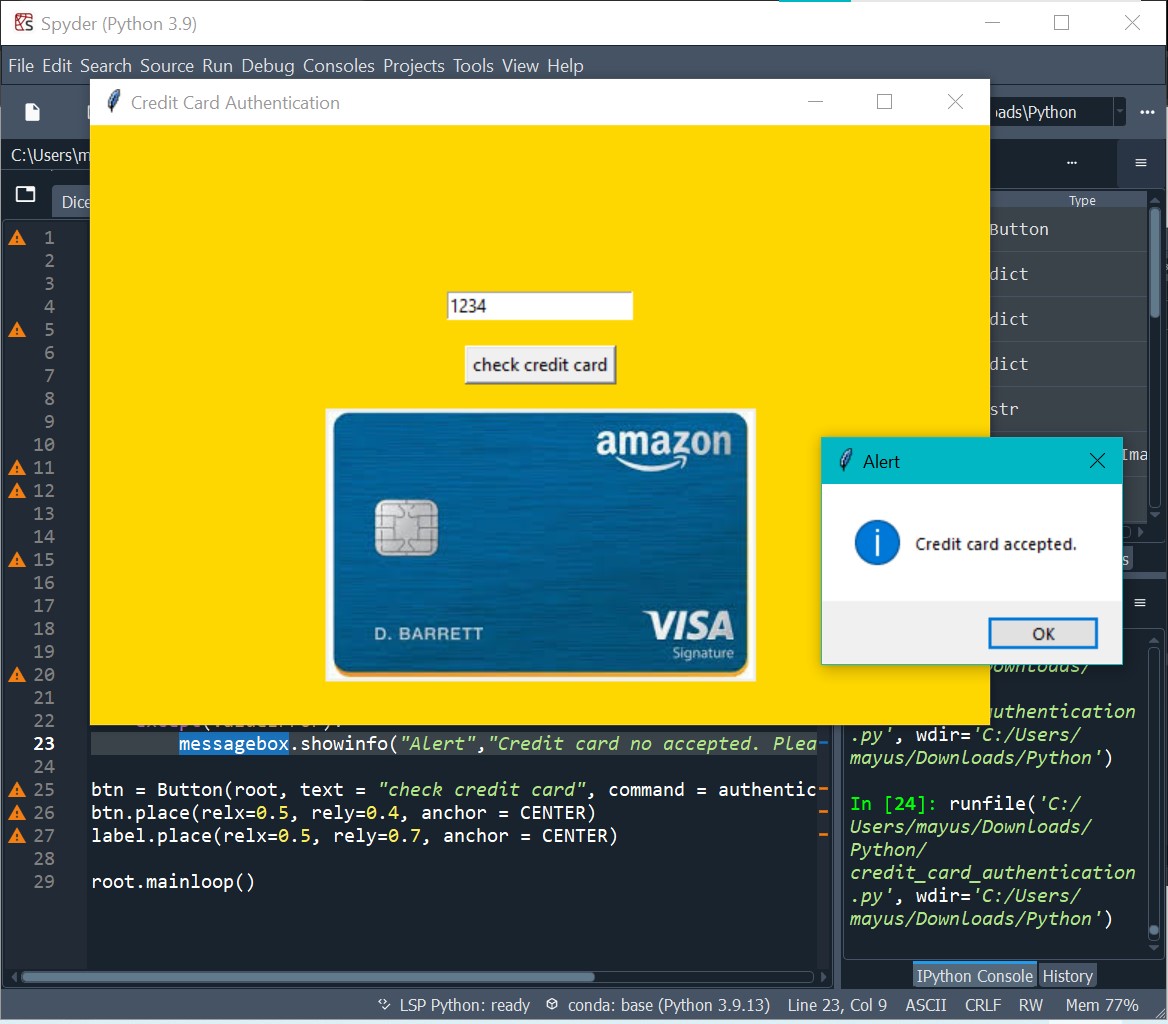 Spyder (Python 3.9)
File Edit Search Source Run Debug Consoles Projects Tools View Help
Credit Card Authentication
\Python
C:\Users\m
Dice
Type
1
2
3
4
5
6
7
8
9
10
11
12
13
14
15
16
17
18
19
20
21
22
23 messagebox.showinfo("Alert","Credit card no accepted. Plea
24
25 btn = Button(root, text = "check credit card", command = authentic
26 btn.place(relx=0.5, rely=0.4, anchor = CENTER)
27 label.place(relx=0.5, rely=0.7, anchor = CENTER)
28
29 root.mainloop()
1234
check credit card
amazon
D. BARRETT
VISA
Signature
Button
dict
dict
dict
str
Ima
s
Alert
Credit card accepted.
OK
uthentication
.py', wdir='C:/Users/
mayus/Downloads/Python')
In [24]: runfile('C:/
Users/mayus/Downloads/
Python/
credit_card_authentication
.py', wdir='C:/Users/
mayus/Downloads/Python')
IPython Console History
LSP Python: ready conda: base (Python 3.9.13) Line 23, Col 9 ASCII CRLF RW Mem 77%